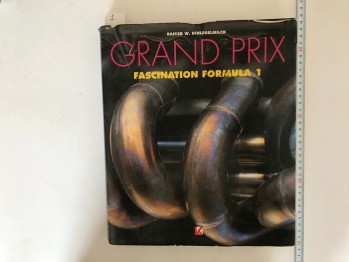 RAINER W. SCHLEGELMILCH
GRAND PRIX
FASCINATION FORMULA 1